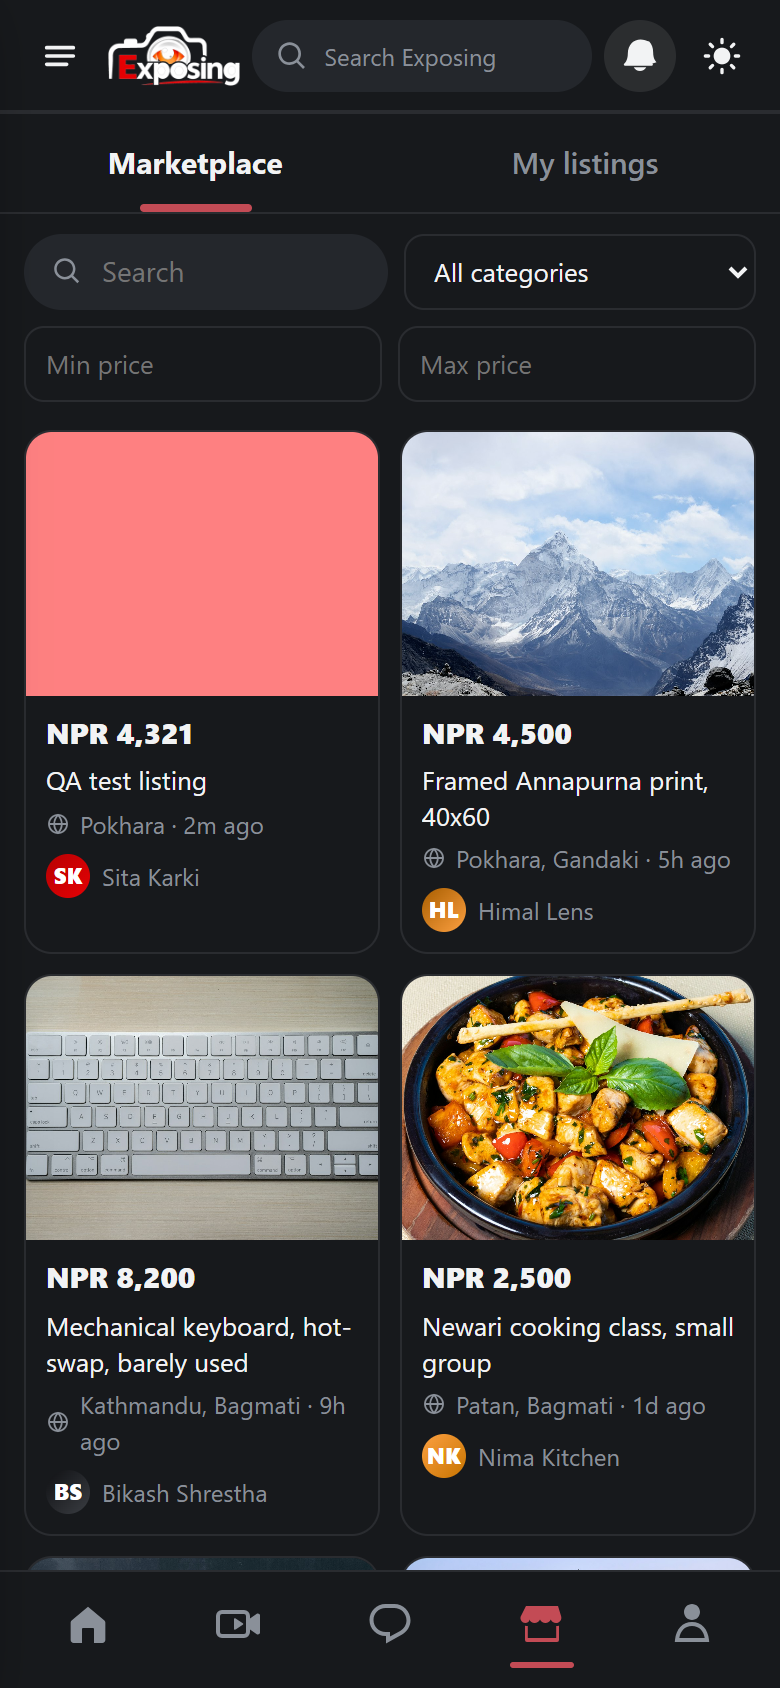 Exposing
Search Exposing
Marketplace
My listings
Search
All categories
Min price
Max price
NPR 4,321
QA test listing
Pokhara · 2m ago
SK
Sita Karki
NPR 4,500
Framed Annapurna print,
40x60
Pokhara, Gandaki · 5h ago
HL
Himal Lens
NPR 8,200
Mechanical keyboard, hot-
swap, barely used
Kathmandu, Bagmati · 9h
ago
BS
Bikash Shrestha
NPR 2,500
Newari cooking class, small
group
Patan, Bagmati · 1d ago
NK
Nima Kitchen